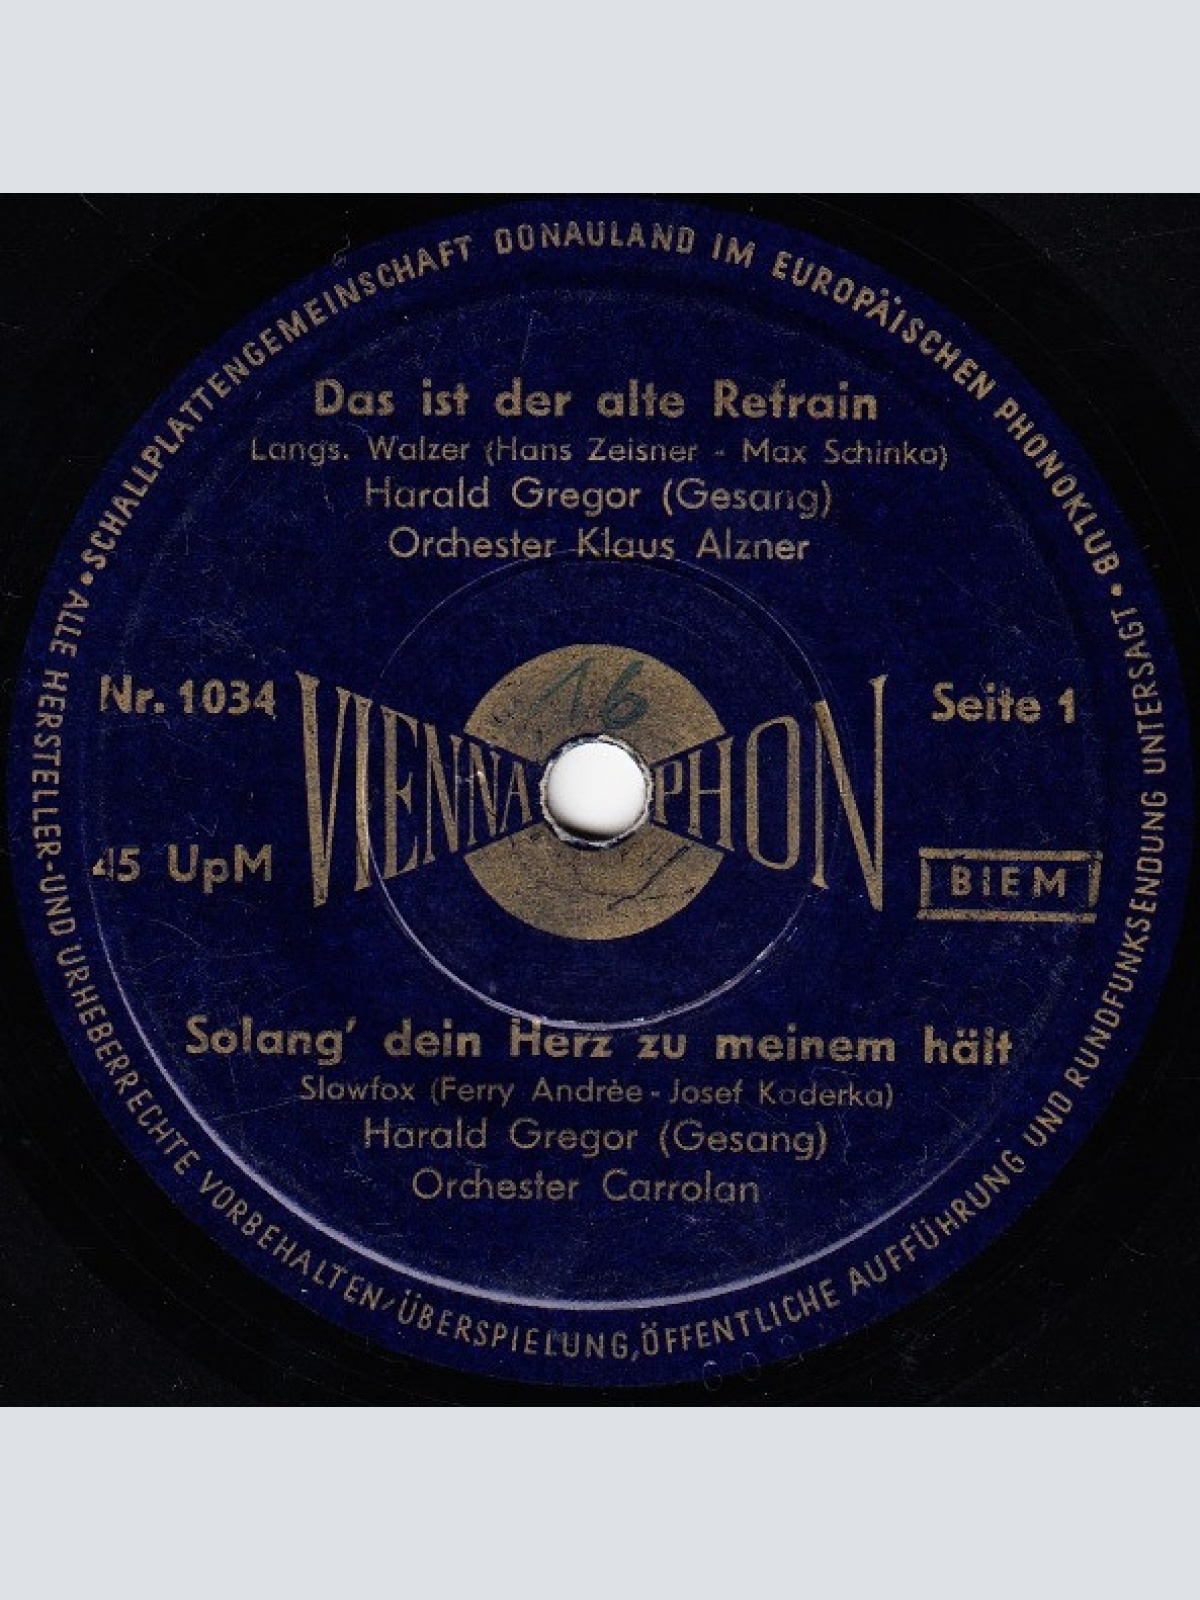 • SCHALLPLATTENGEMEINSCHAFT DONAULAND IM EUROPÄISCHEN PHONOKLUB •
Das ist der alte Refrain
Langs. Walzer (Hans Zeisner - Max Schinko)
Harald Gregor (Gesang)
Orchester Klaus Alzner
16
Nr. 1034
VIENNAPHON
Seite 1
45 UpM
BIEM
Solang' dein Herz zu meinem hält
Slowfox (Ferry Andrèe - Josef Kaderka)
Harald Gregor (Gesang)
Orchester Carrolan
ALLE HERSTELLER-UND URHEBERRECHTE VORBEHALTEN/ÜBERSPIELUNG,ÖFFENTLICHE AUFFÜHRUNG UND RUNDFUNKSENDUNG UNTERSAGT